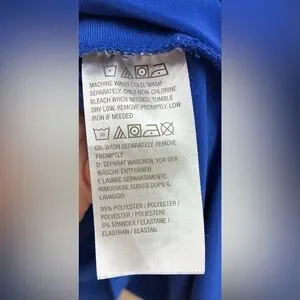 MACHINE WASH COLD, WASH
SEPARATELY, ONLY NON-CHLORINE
BLEACH WHEN NEEDED, TUMBLE
DRY LOW, REMOVE PROMPTLY, LOW
IRON IF NEEDED
30
GB: WASH SEPARATELY, REMOVE
PROMPTLY
D: SEPARAT WASCHEN, VOR DER
WÄSCHE ENTFERNEN
I: LAVARE SEPARATAMENTE,
RIMUOVERE SUBITO DOPO IL
LAVAGGIO
95% POLYESTER / POLYESTER /
POLYESTER / POLIESTERE
5% SPANDEX / ELASTANE /
ELASTHAN / ELASTAN